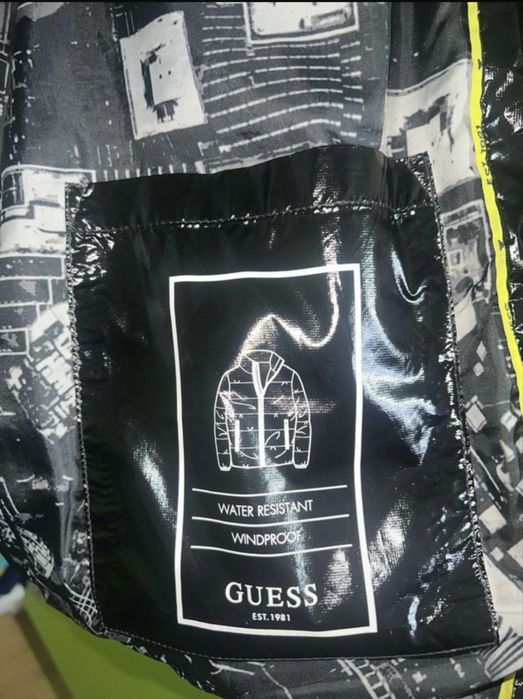 WATER RESISTANT
WINDPROOF
GUESS
EST. 1981